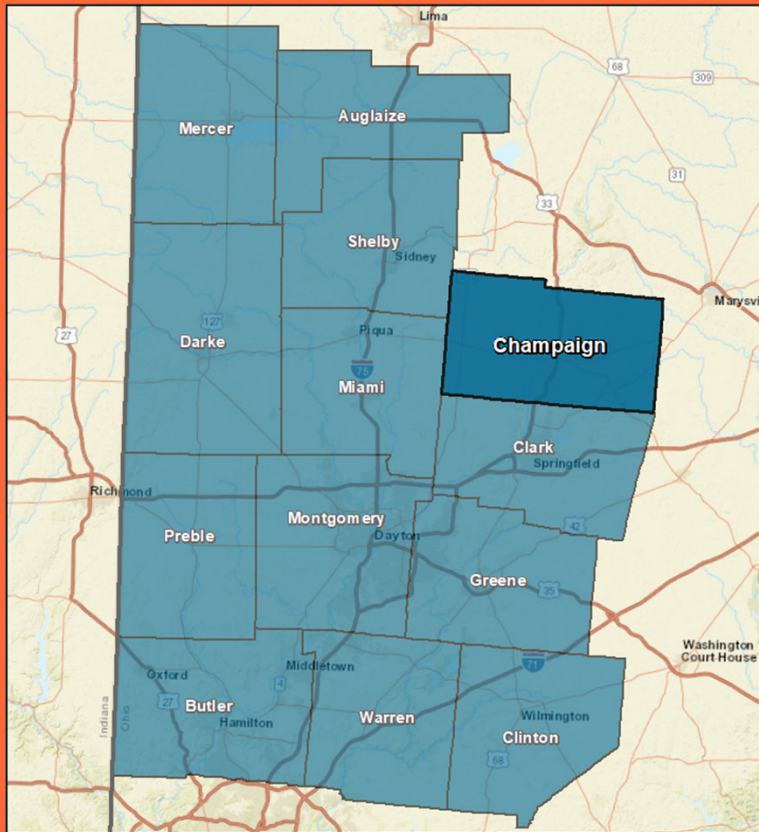 Lima
68
309
Auglaize
Mercer
31
33
Shelby
Sidney
Marysvi
127
Piqua
27
Darke
Champaign
75
Miami
Clark
Springfield
Richmond
Montgomery
42
Preble
Dayton
Greene
35
Washington
Court House
Middletown
71
Oxford
4
27
Butler
Hamilton
Indiana
Ohio
Warren
Wilmington
Clinton
68